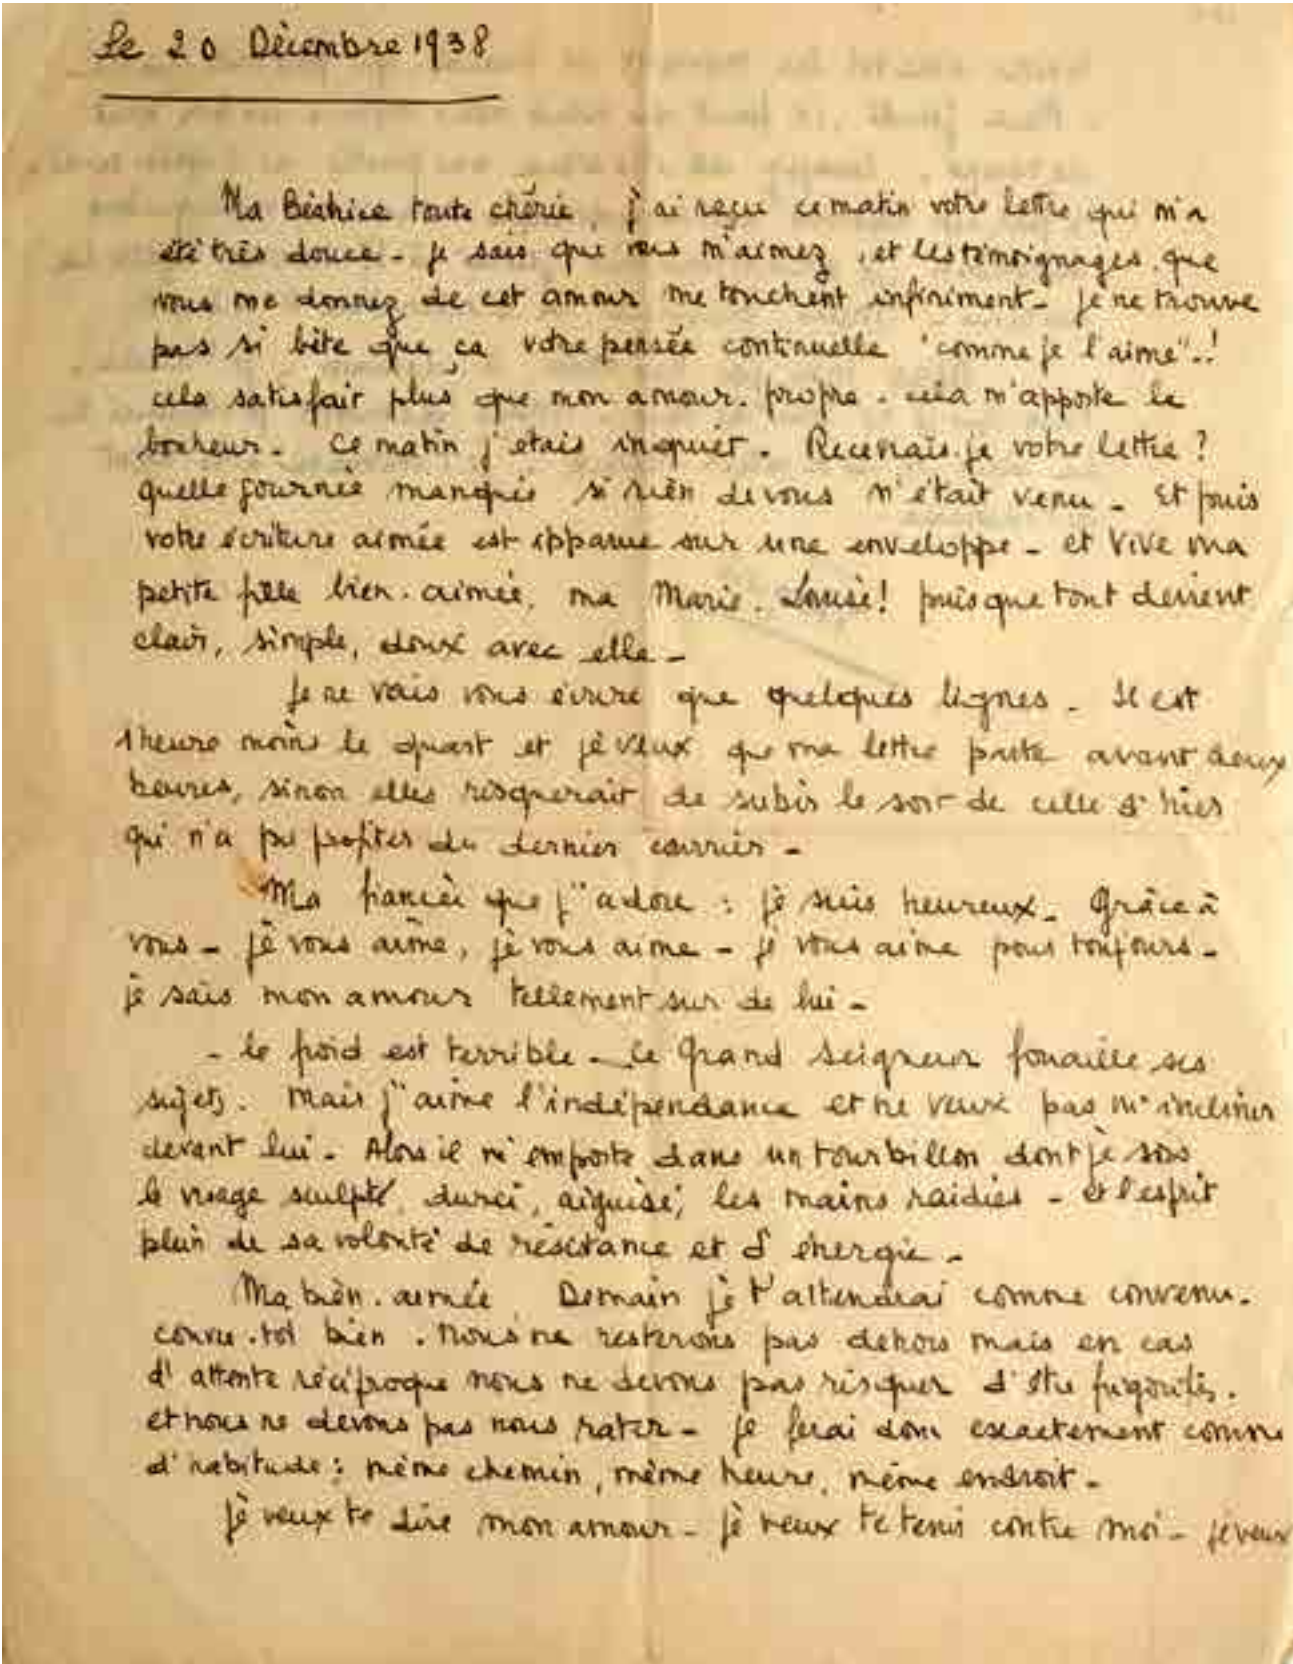 Le 20 Décembre 1938
Ma Béatrice toute chérie, j'ai reçu ce matin votre lettre qui m'a
été très douce - je sais que vous m'aimez, et les témoignages que
vous me donnez de cet amour me touchent infiniment - je ne trouve
pas si bête que ça votre pensée continuelle "comme je l'aime"..!
cela satisfait plus que mon amour-propre. cela m'apporte le
bonheur - Ce matin j'étais inquiet. Recevrais-je votre lettre ?
quelle journée manquée si rien de vous n'était venu - Et puis
votre écriture aimée est apparue sur une enveloppe - et Vive ma
petite fille bien-aimée, ma Marie-Louise! puisque tout devient
clair, simple, doux avec elle -
Je ne vais vous écrire que quelques lignes - Il est
1 heure moins le quart et je veux que ma lettre parte avant deux
heures, sinon elle risquerait de subir le sort de celle d'hier
qui n'a pu profiter du dernier courrier -
Ma fiancée que j'adore : je suis heureux - Grâce à
vous - je vous aime, je vous aime - je vous aime pour toujours -
je sais mon amour tellement sur de lui -
- le froid est terrible - Le Grand Seigneur fouaille ses
sujets. Mais j'aime l'indépendance et ne veux pas m'incliner
devant lui - Alors il m'emporte dans un tourbillon dont je sors
le visage sculpté, durci, aiguisé, les mains raidies - et l'esprit
plein de sa volonté de résistance et d'énergie -
Ma bien-aimée, Demain je t'attendrai comme convenu.
couvre-toi bien. Nous ne resterons pas dehors mais en cas
d'attente réciproque nous ne devons pas risquer d'être frigorifiés.
et nous ne devons pas nous rater - je ferai donc exactement comme
d'habitude : même chemin, même heure, même endroit -
je veux te dire mon amour - je veux te tenir contre moi - je veux